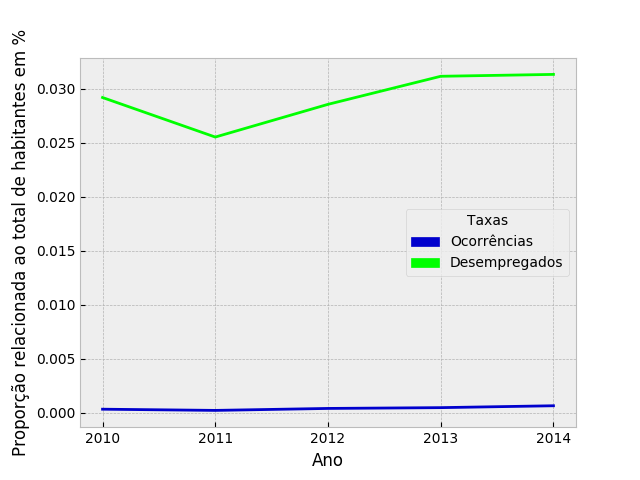 Proporção relacionada ao total de habitantes em %
0.030
0.025
0.020
0.015
0.010
0.005
0.000
Taxas
Ocorrências
Desempregados
2010 2011 2012 2013 2014
Ano